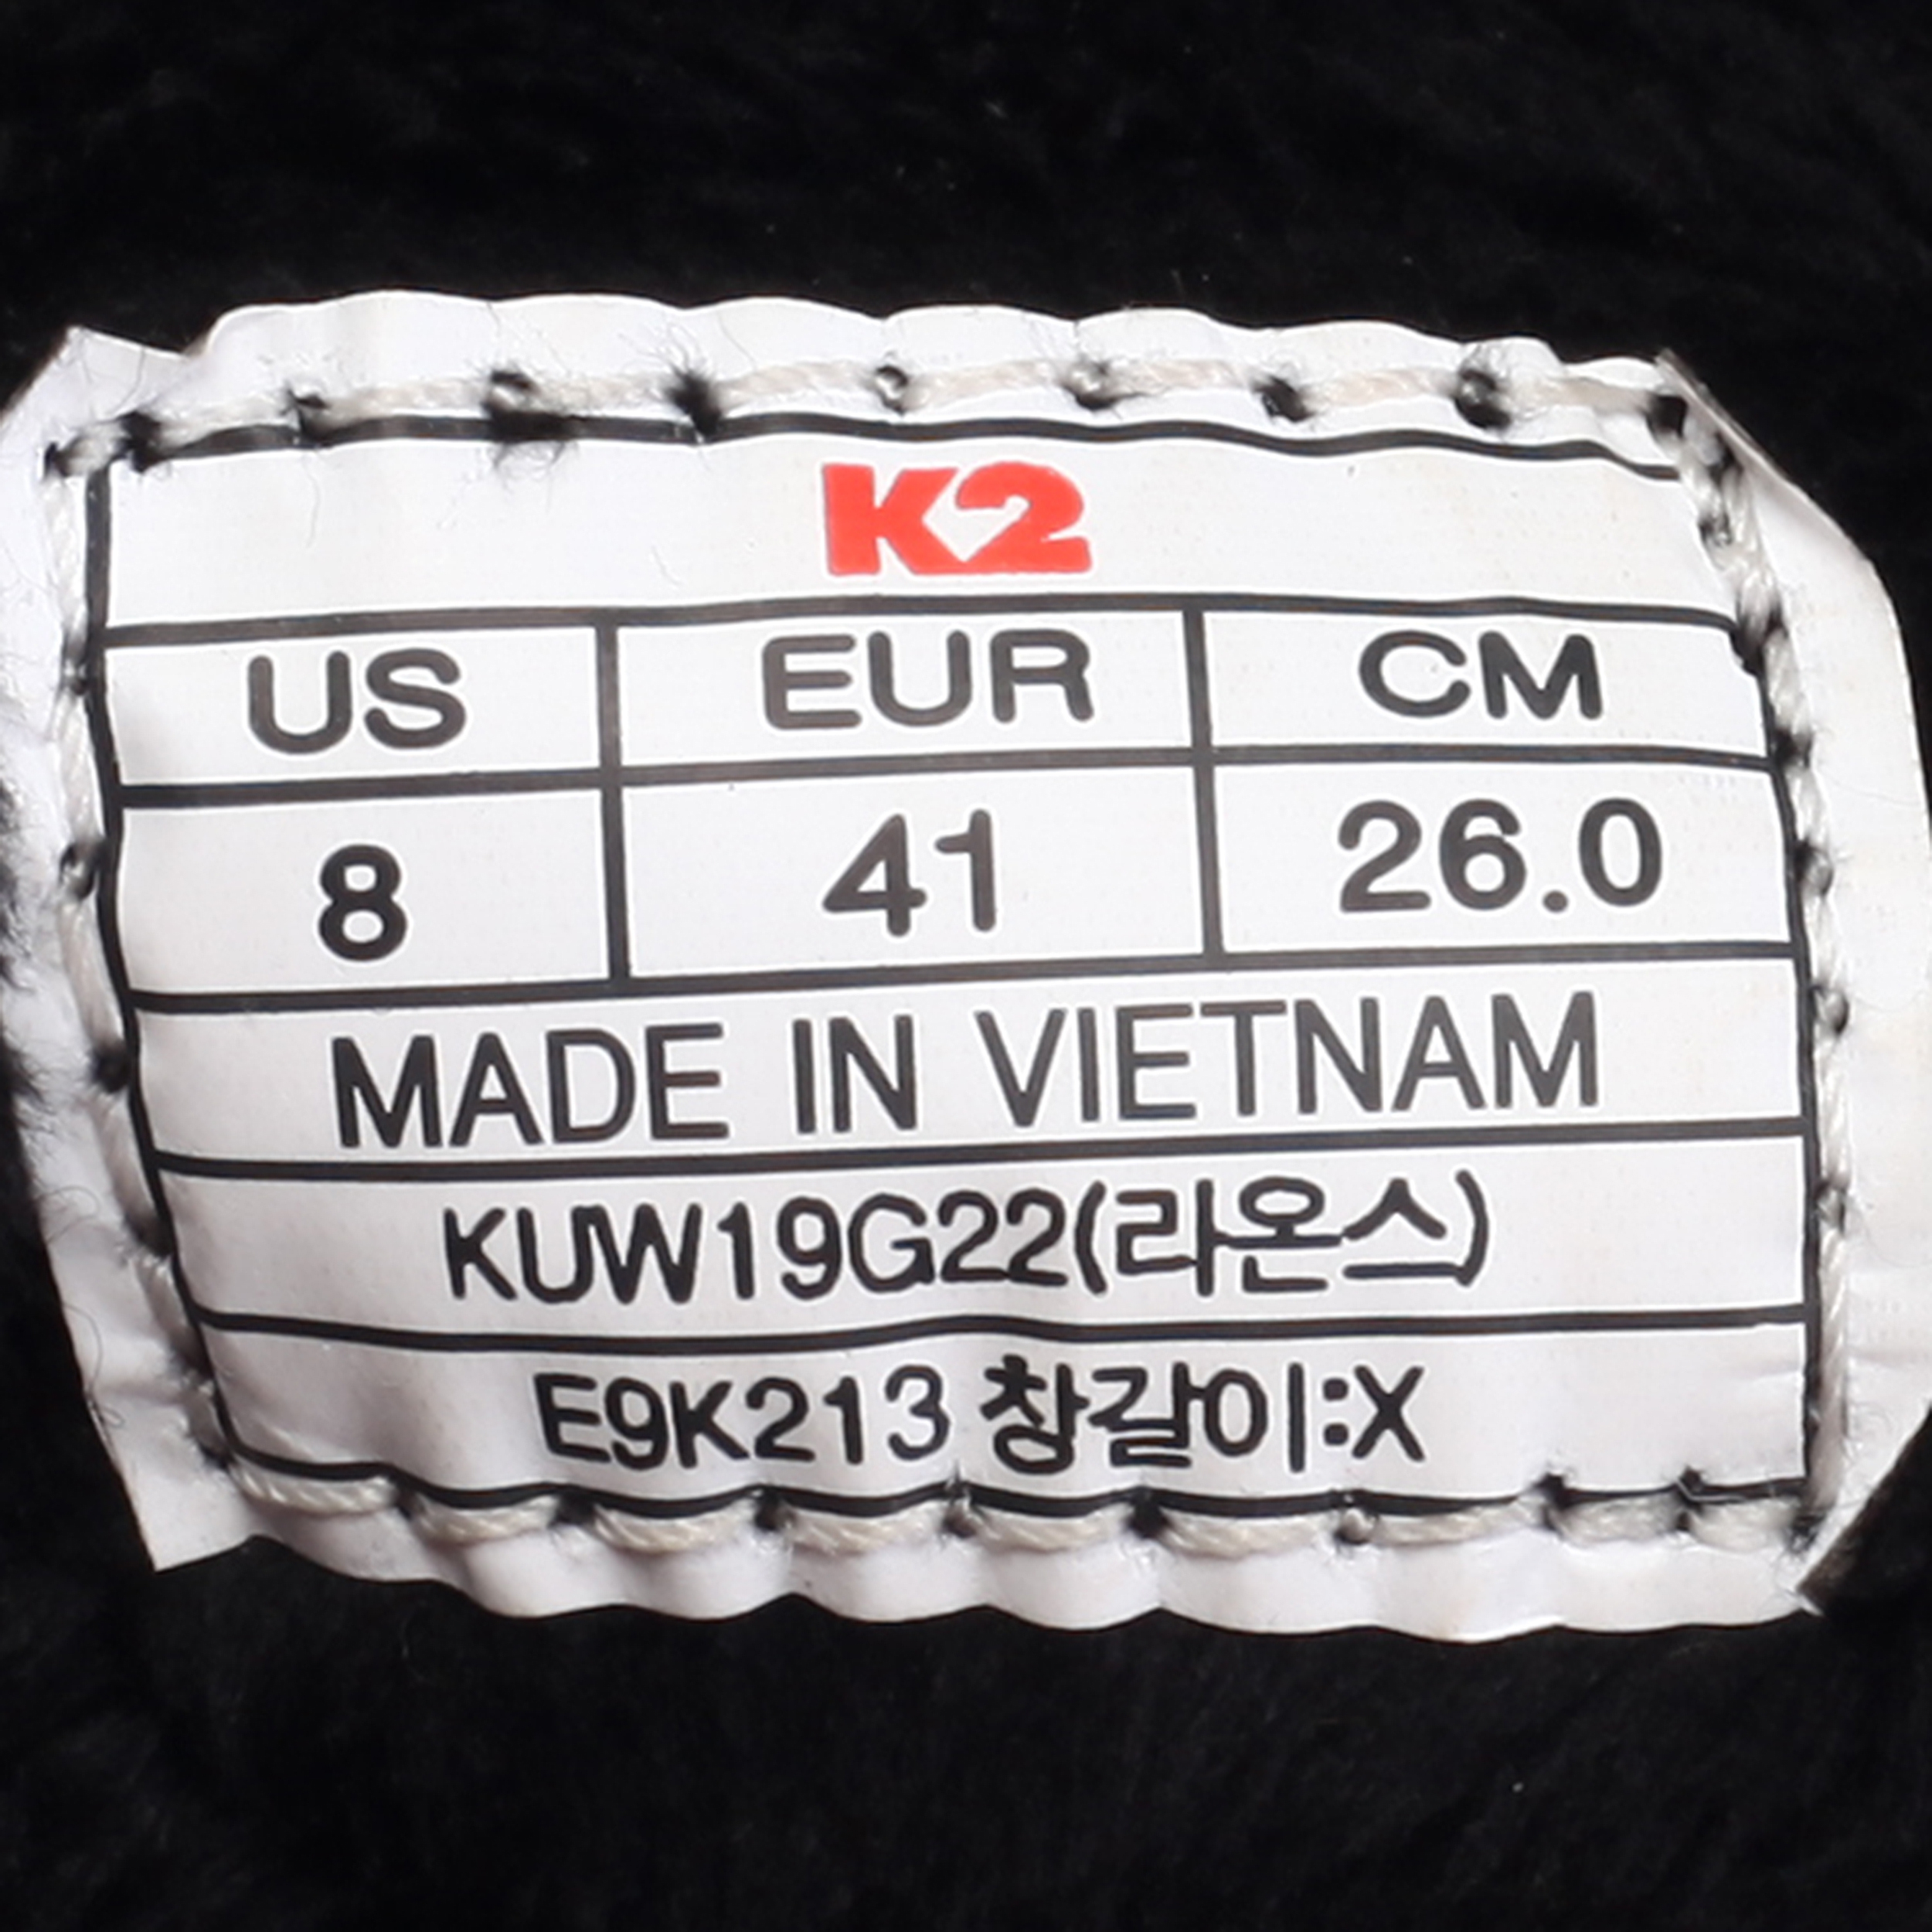 K2
US EUR CM
8 41 26.0
MADE IN VIETNAM
KUW19G22(라온스)
E9K213 창갈이:X